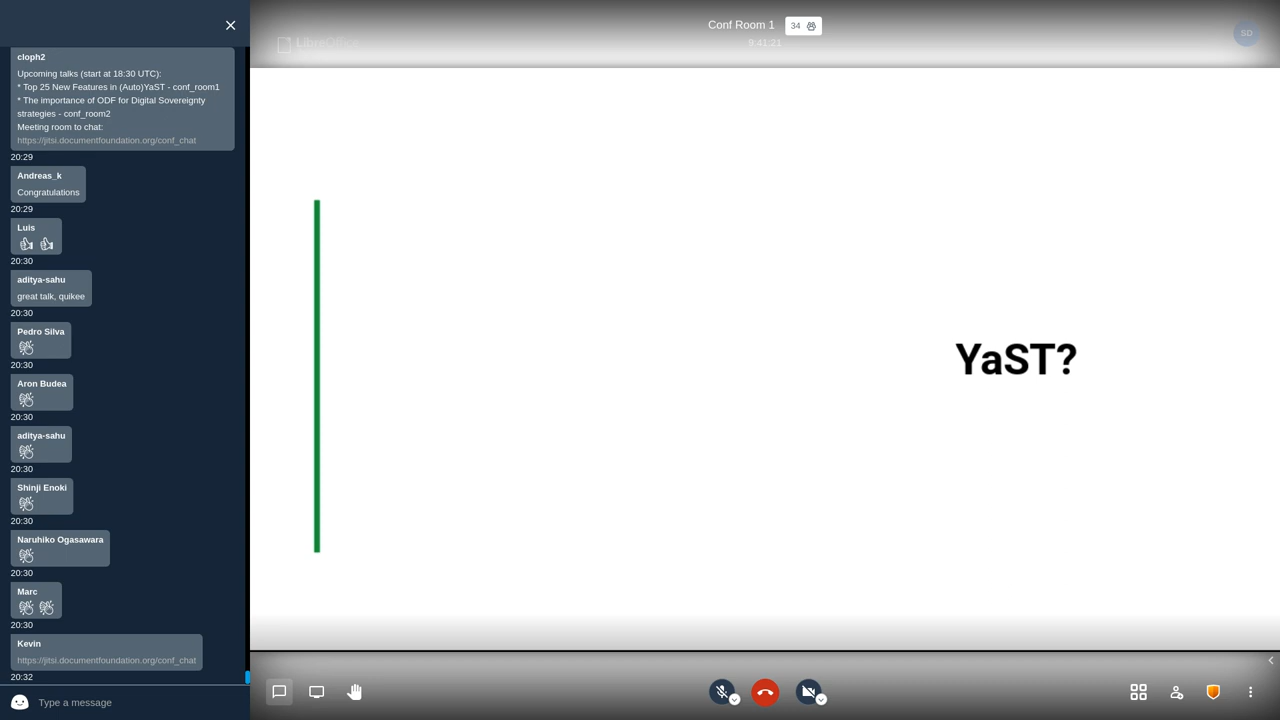 cloph2
Upcoming talks (start at 18:30 UTC):
* Top 25 New Features in (Auto)YaST - conf_room1
* The importance of ODF for Digital Sovereignty
strategies - conf_room2
Meeting room to chat:
https://jitsi.documentfoundation.org/conf_chat
20:29
Andreas_k
Congratulations
20:29
Luis
20:30
aditya-sahu
great talk, quikee
20:30
Pedro Silva
20:30
Aron Budea
20:30
aditya-sahu
20:30
Shinji Enoki
20:30
Naruhiko Ogasawara
20:30
Marc
20:30
Kevin
https://jitsi.documentfoundation.org/conf_chat
20:32
Type a message
Conf Room 1
34
9:41:21
LibreOffice
SD
YaST?